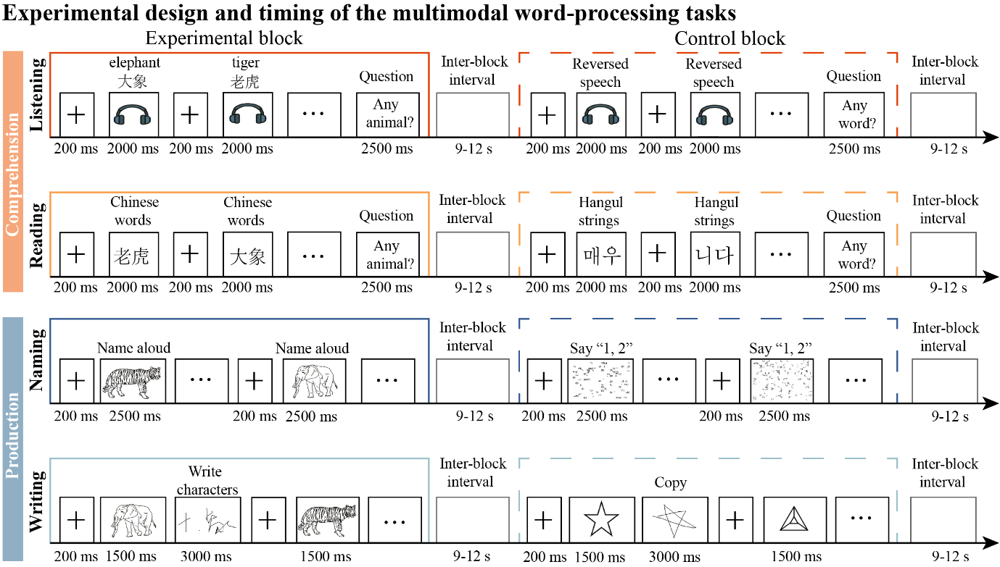 Experimental design and timing of the multimodal word-processing tasks
Experimental block
Control block
Comprehension
Listening
elephant
大象
tiger
老虎
Question
Any
animal?
Inter-block
interval
Reversed
speech
Reversed
speech
Question
Any
word?
Inter-block
interval
200 ms 2000 ms 200 ms 2000 ms 2500 ms 9-12 s 200 ms 2000 ms 200 ms 2000 ms 2500 ms 9-12 s
Reading
Chinese
words
老虎
Chinese
words
大象
Question
Any
animal?
Inter-block
interval
Hangul
strings
매우
Hangul
strings
니다
Question
Any
word?
Inter-block
interval
200 ms 2000 ms 200 ms 2000 ms 2500 ms 9-12 s 200 ms 2000 ms 200 ms 2000 ms 2500 ms 9-12 s
Production
Naming
Name aloud
Name aloud
Inter-block
interval
Say “1, 2”
Say “1, 2”
Inter-block
interval
200 ms 2500 ms 200 ms 2500 ms 9-12 s 200 ms 2500 ms 200 ms 2500 ms 9-12 s
Writing
Write
characters
Inter-block
interval
Copy
Inter-block
interval
200 ms 1500 ms 3000 ms 1500 ms 9-12 s 200 ms 1500 ms 3000 ms 1500 ms 9-12 s